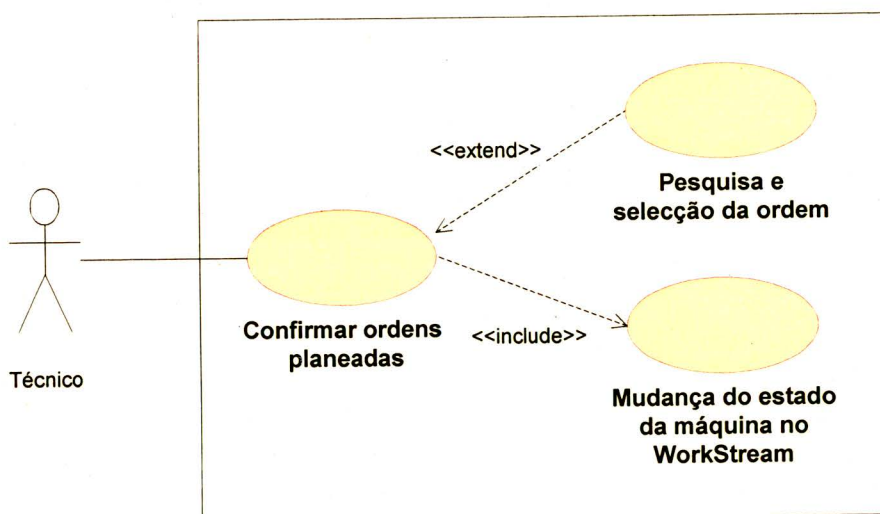 <<extend>>
Pesquisa e
selecção da ordem
Confirmar ordens
planeadas
<<include>>
Técnico
Mudança do estado
da máquina no
WorkStream